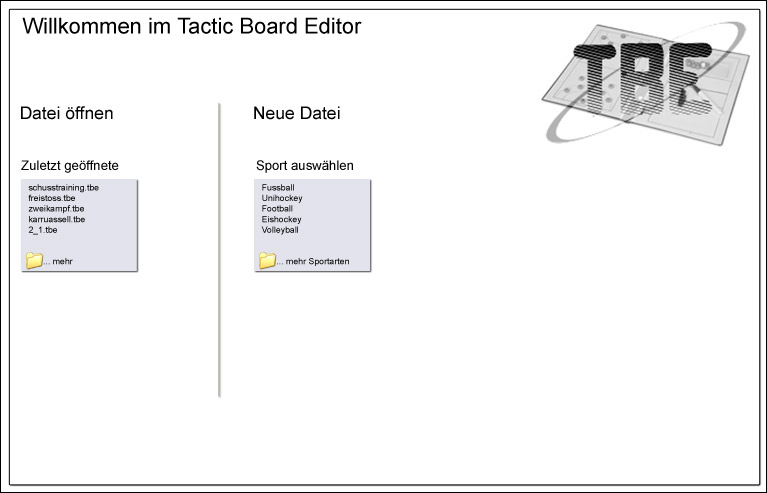 Willkommen im Tactic Board Editor
TBE
Datei öffnen
Zuletzt geöffnete
schusstraining.tbe
freistoss.tbe
zweikampf.tbe
karruassell.tbe
2_1.tbe
... mehr
Neue Datei
Sport auswählen
Fussball
Unihockey
Football
Eishockey
Volleyball
... mehr Sportarten